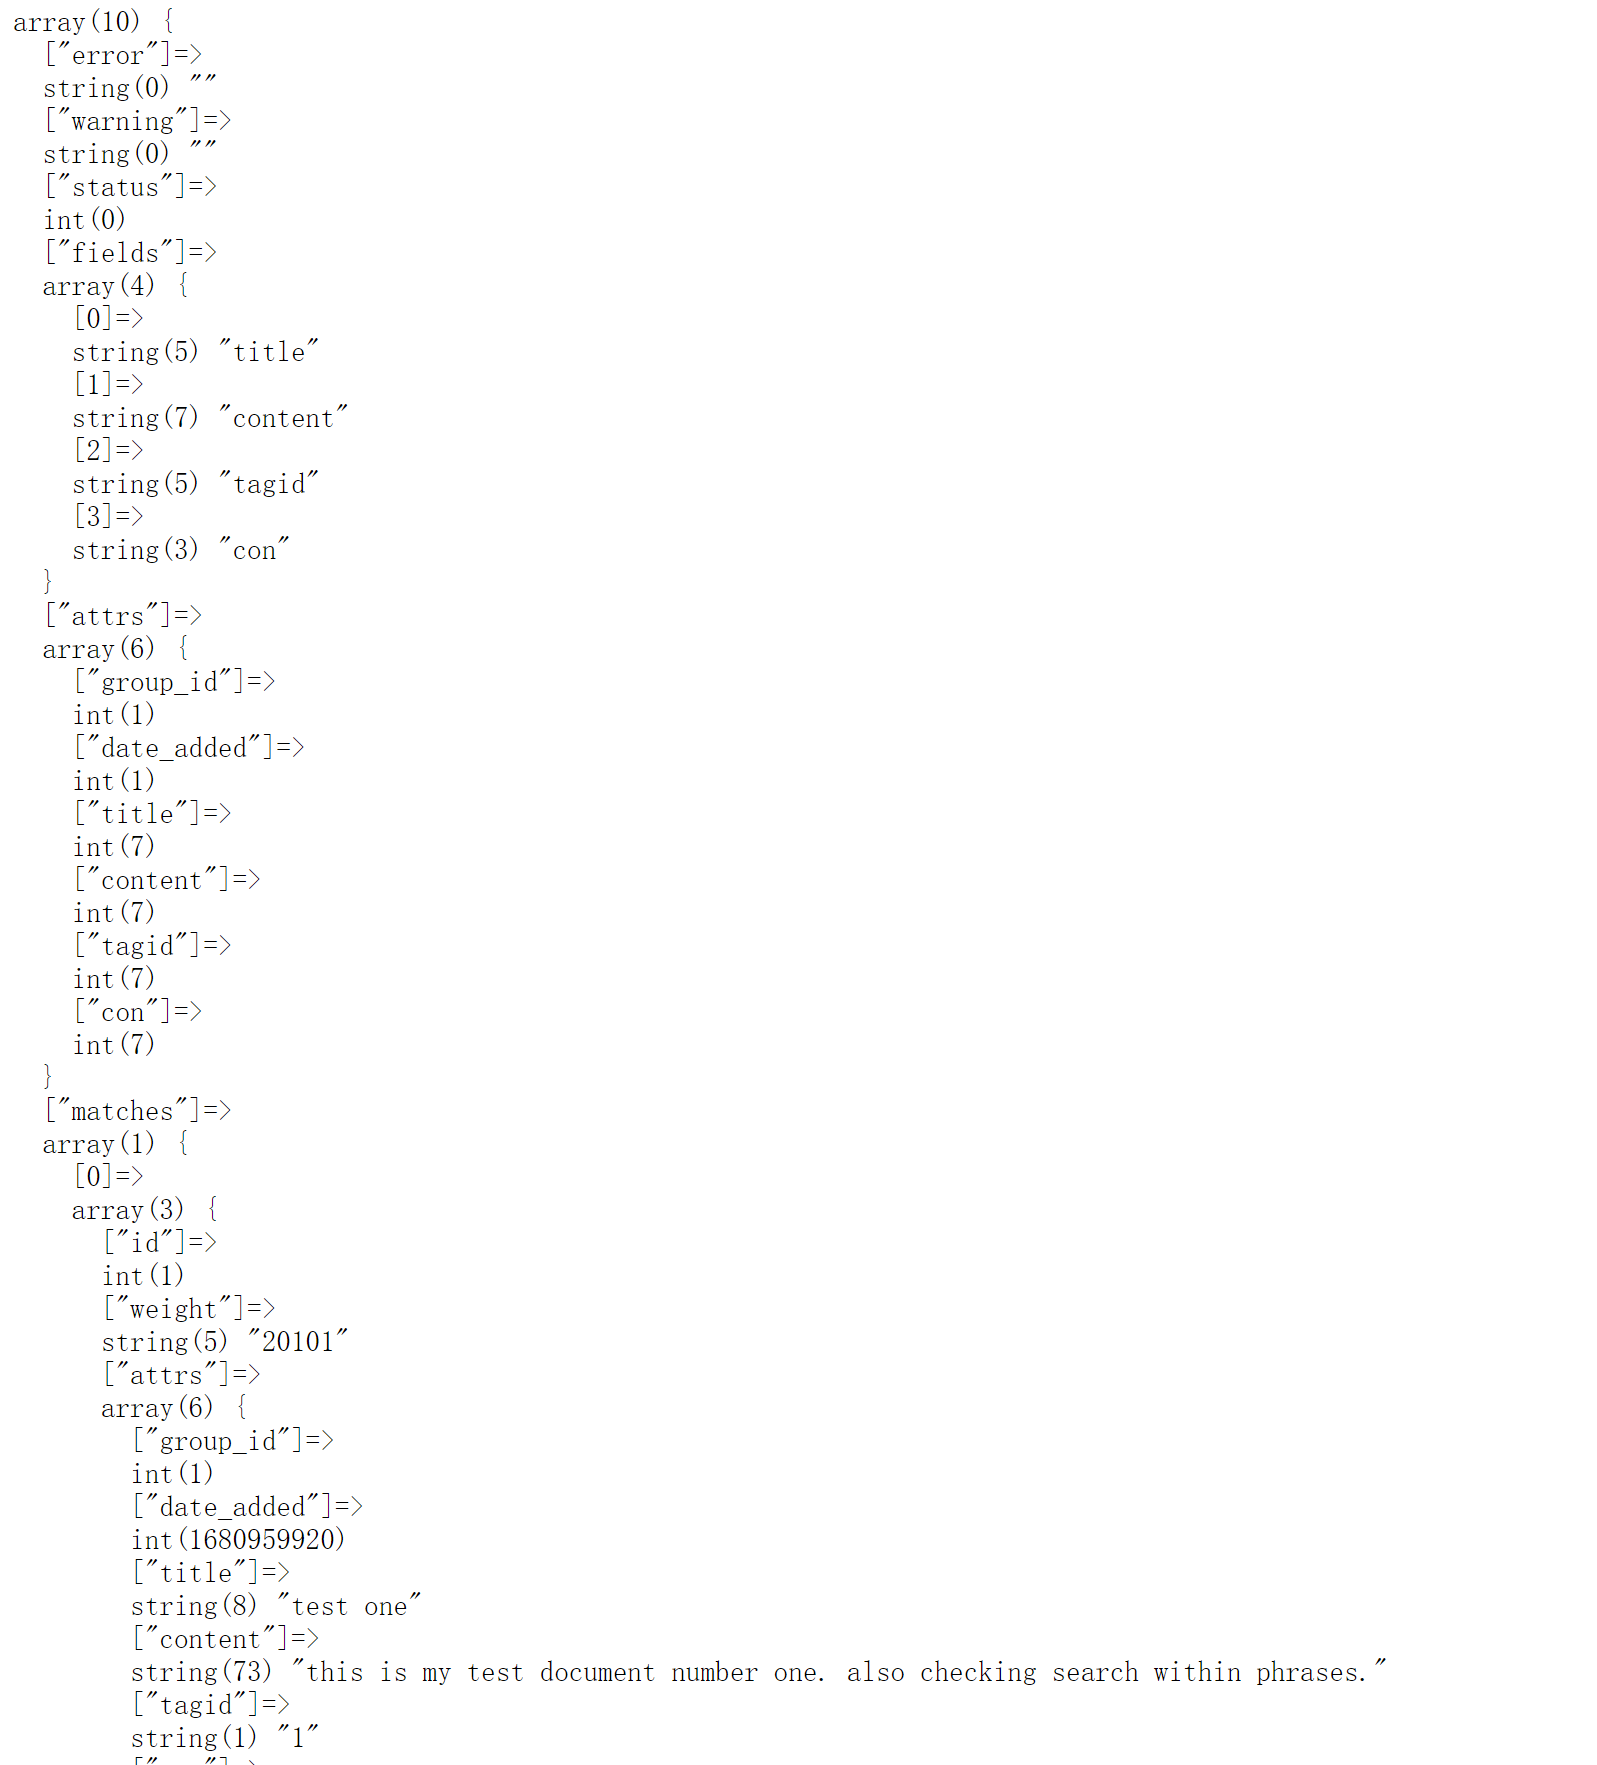 array(10) {
  ["error"]=>
  string(0) ""
  ["warning"]=>
  string(0) ""
  ["status"]=>
  int(0)
  ["fields"]=>
  array(4) {
    [0]=>
    string(5) "title"
    [1]=>
    string(7) "content"
    [2]=>
    string(5) "tagid"
    [3]=>
    string(3) "con"
  }
  ["attrs"]=>
  array(6) {
    ["group_id"]=>
    int(1)
    ["date_added"]=>
    int(1)
    ["title"]=>
    int(7)
    ["content"]=>
    int(7)
    ["tagid"]=>
    int(7)
    ["con"]=>
    int(7)
  }
  ["matches"]=>
  array(1) {
    [0]=>
    array(3) {
      ["id"]=>
      int(1)
      ["weight"]=>
      string(5) "20101"
      ["attrs"]=>
      array(6) {
        ["group_id"]=>
        int(1)
        ["date_added"]=>
        int(1680959920)
        ["title"]=>
        string(8) "test one"
        ["content"]=>
        string(73) "this is my test document number one. also checking search within phrases."
        ["tagid"]=>
        string(1) "1"